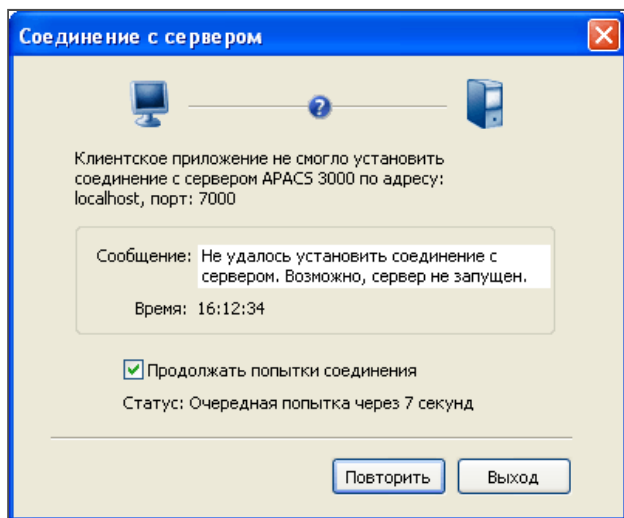 Соединение с сервером
Клиентское приложение не смогло установить
соединение с сервером APACS 3000 по адресу:
localhost, порт: 7000
Сообщение: Не удалось установить соединение с
сервером. Возможно, сервер не запущен.
Время: 16:12:34
Продолжать попытки соединения
Статус: Очередная попытка через 7 секунд
Повторить Выход